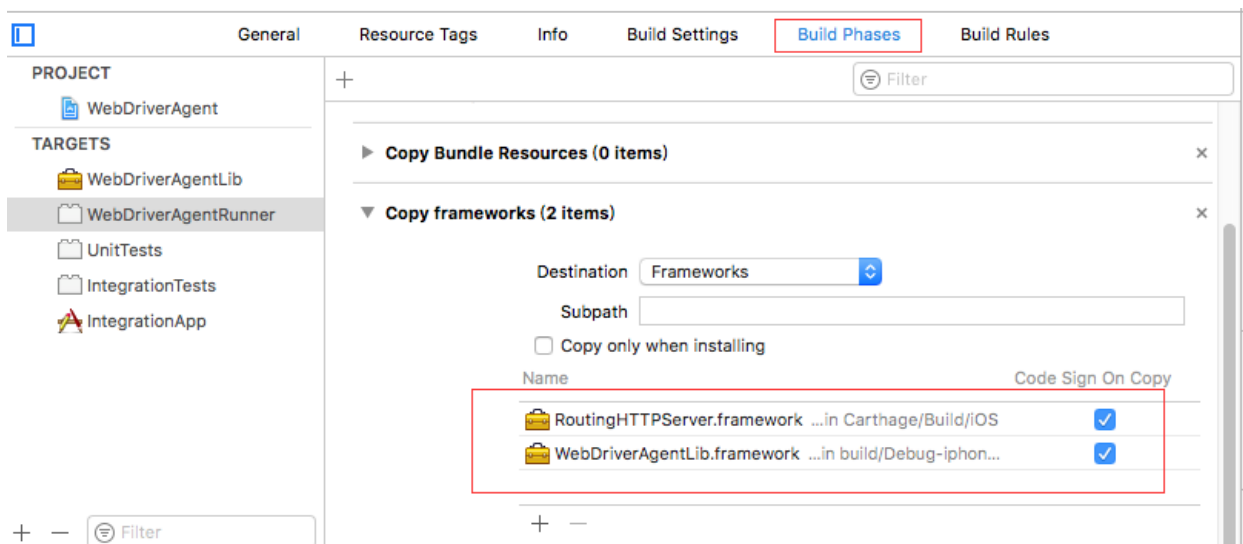 General Resource Tags Info Build Settings Build Phases Build Rules
PROJECT
WebDriverAgent
TARGETS
WebDriverAgentLib
WebDriverAgentRunner
UnitTests
IntegrationTests
IntegrationApp
Filter
Filter
Copy Bundle Resources (0 items)
Copy frameworks (2 items)
Destination Frameworks
Subpath
Copy only when installing
Name Code Sign On Copy
RoutingHTTPServer.framework ...in Carthage/Build/iOS
WebDriverAgentLib.framework ...in build/Debug-iphon...